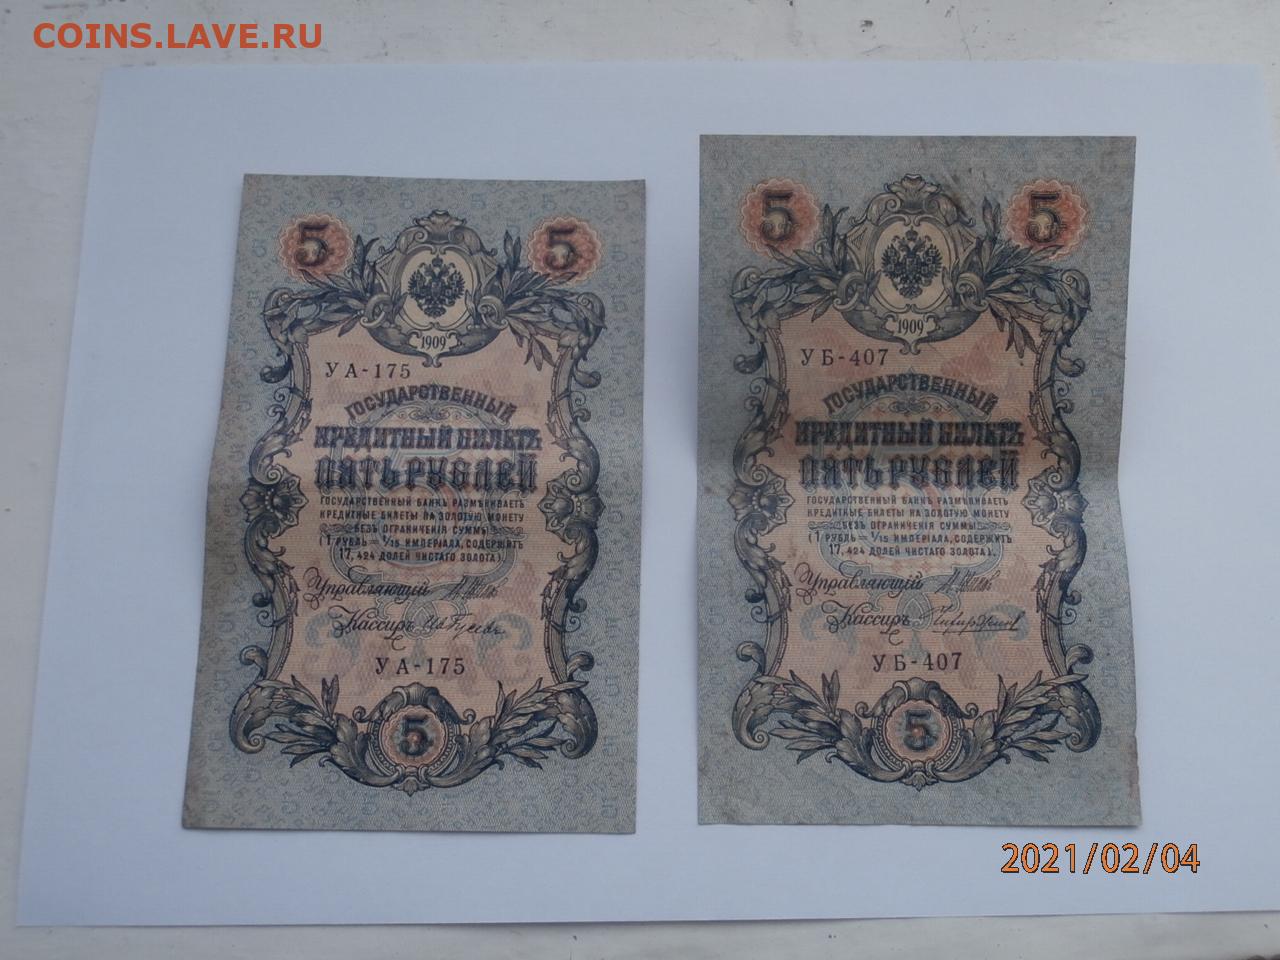 COINS.LAVE.RU
5 5
1909
УА-175
ГОСУДАРСТВЕННЫЙ
КРЕДИТНЫЙ БИЛЕТЪ
ПЯТЬ РУБЛЕЙ
ГОСУДАРСТВЕННЫЙ БАНКЪ РАЗМѢНИВАЕТЪ
КРЕДИТНЫЕ БИЛЕТЫ НА ЗОЛОТУЮ МОНЕТУ
БЕЗЪ ОГРАНИЧЕНІЯ СУММЫ
(1 РУБЛЬ = 1/15 ИМПЕРІАЛА, СОДЕРЖИТЪ
17,424 ДОЛЕЙ ЧИСТАГО ЗОЛОТА).
Управляющій
Кассиръ
УА-175
5
5 5
1909
УБ-407
ГОСУДАРСТВЕННЫЙ
КРЕДИТНЫЙ БИЛЕТЪ
ПЯТЬ РУБЛЕЙ
ГОСУДАРСТВЕННЫЙ БАНКЪ РАЗМѢНИВАЕТЪ
КРЕДИТНЫЕ БИЛЕТЫ НА ЗОЛОТУЮ МОНЕТУ
БЕЗЪ ОГРАНИЧЕНІЯ СУММЫ
(1 РУБЛЬ = 1/15 ИМПЕРІАЛА, СОДЕРЖИТЪ
17,424 ДОЛЕЙ ЧИСТАГО ЗОЛОТА).
Управляющій
Кассиръ
УБ-407
5
2021/02/04